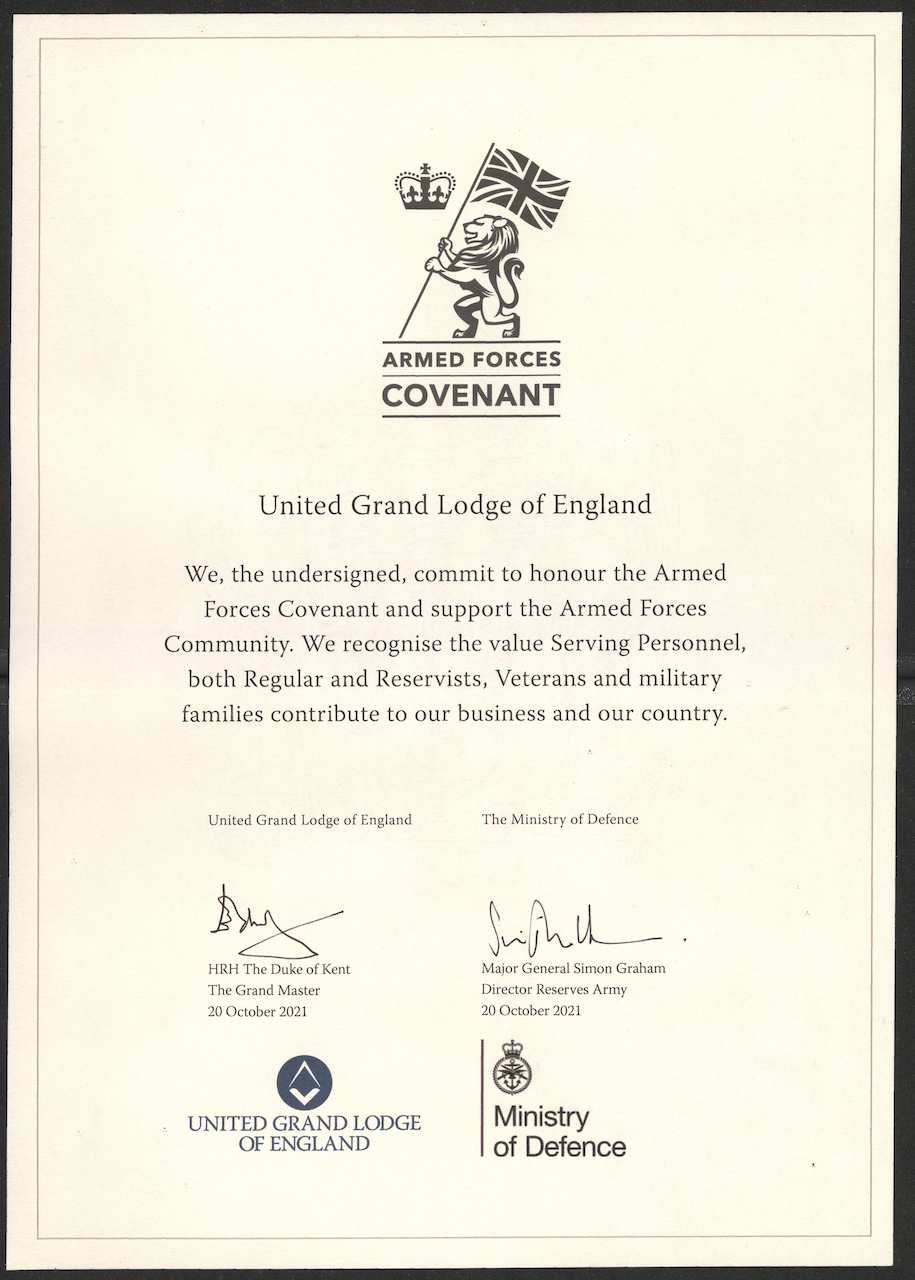 ARMED FORCES
COVENANT
United Grand Lodge of England
We, the undersigned, commit to honour the Armed
Forces Covenant and support the Armed Forces
Community. We recognise the value Serving Personnel,
both Regular and Reservists, Veterans and military
families contribute to our business and our country.
United Grand Lodge of England
HRH The Duke of Kent
The Grand Master
20 October 2021
UNITED GRAND LODGE
OF ENGLAND
The Ministry of Defence
Major General Simon Graham
Director Reserves Army
20 October 2021
Ministry
of Defence